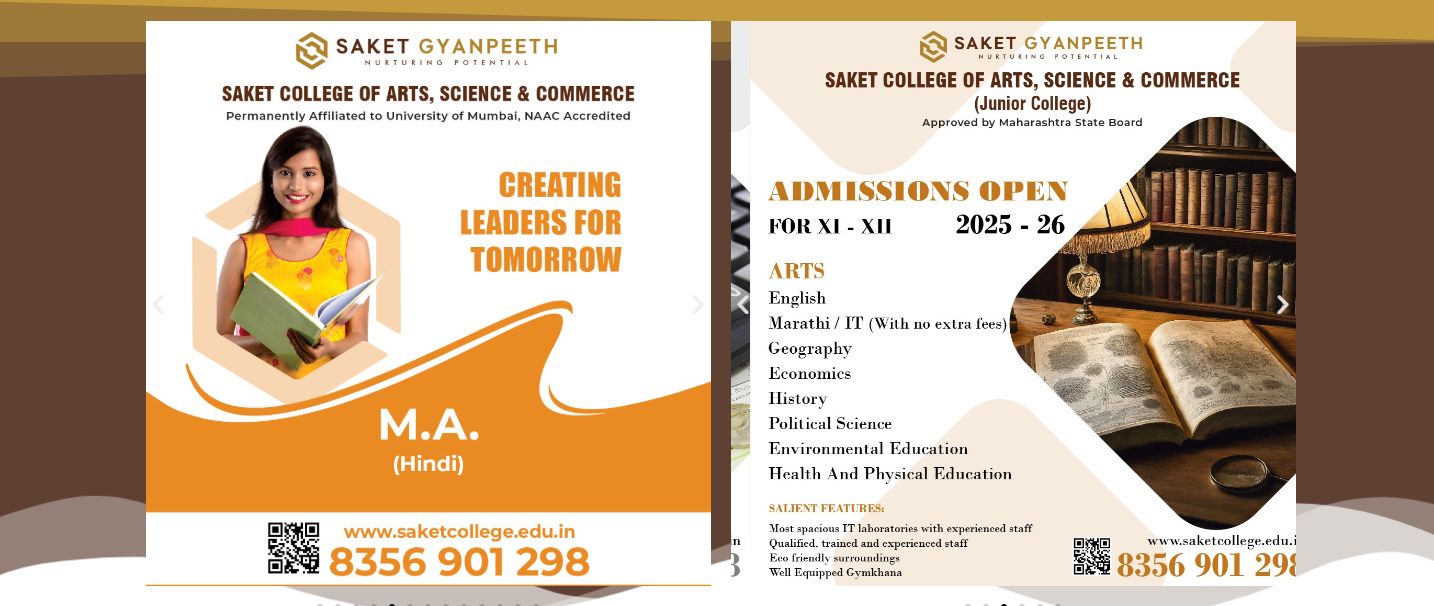 SAKET GYANPEETH
NURTURING POTENTIAL
SAKET COLLEGE OF ARTS, SCIENCE & COMMERCE
Permanently Affiliated to University of Mumbai, NAAC Accredited
CREATING
LEADERS FOR
TOMORROW
M.A.
(Hindi)
www.saketcollege.edu.in
8356 901 298
SAKET GYANPEETH
NURTURING POTENTIAL
SAKET COLLEGE OF ARTS, SCIENCE & COMMERCE
(Junior College)
Approved by Maharashtra State Board
ADMISSIONS OPEN
FOR XI - XII 2025 - 26
ARTS
English
Marathi / IT (With no extra fees)
Geography
Economics
History
Political Science
Environmental Education
Health And Physical Education
SALIENT FEATURES:
Most spacious IT laboratories with experienced staff
Qualified, trained and experienced staff
Eco friendly surroundings
Well Equipped Gymkhana
www.saketcollege.edu.i
8356 901 298